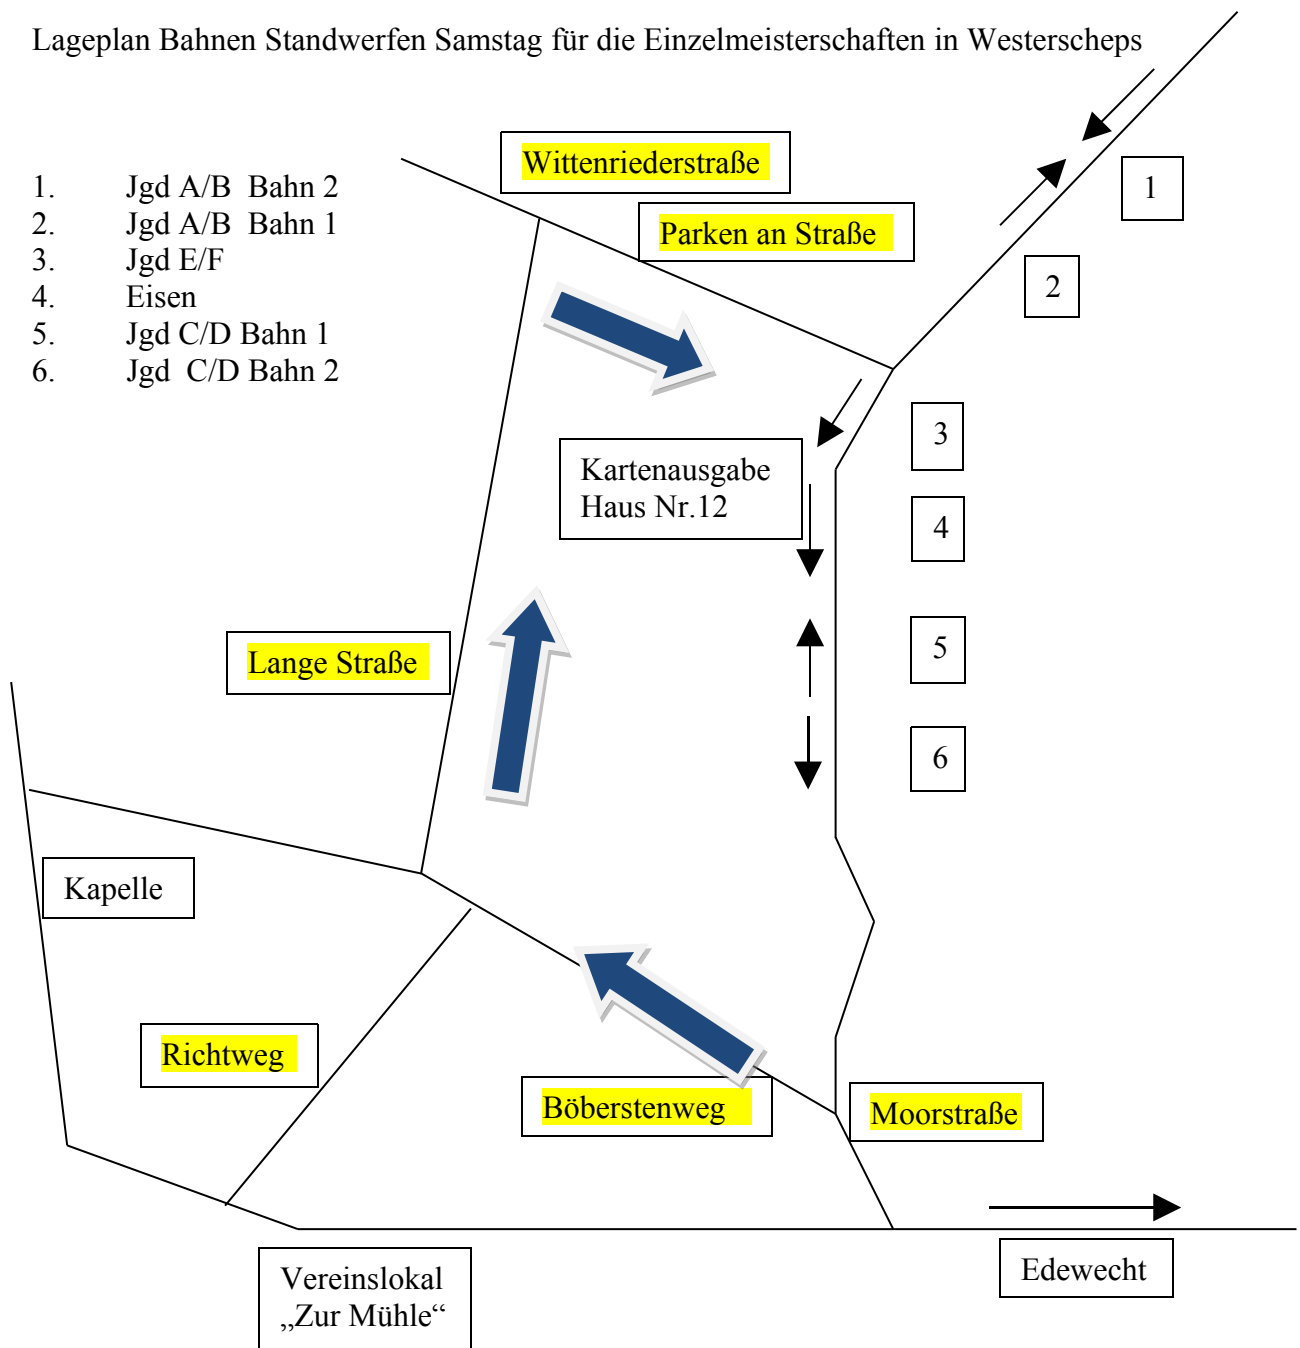 Lageplan Bahnen Standwerfen Samstag für die Einzelmeisterschaften in Westerscheps
1. Jgd A/B Bahn 2
2. Jgd A/B Bahn 1
3. Jgd E/F
4. Eisen
5. Jgd C/D Bahn 1
6. Jgd C/D Bahn 2
Wittenriederstraße
Parken an Straße
1
2
3
Kartenausgabe
Haus Nr.12
4
5
Lange Straße
6
Kapelle
Richtweg
Böberstenweg
Moorstraße
Edewecht
Vereinslokal
„Zur Mühle“